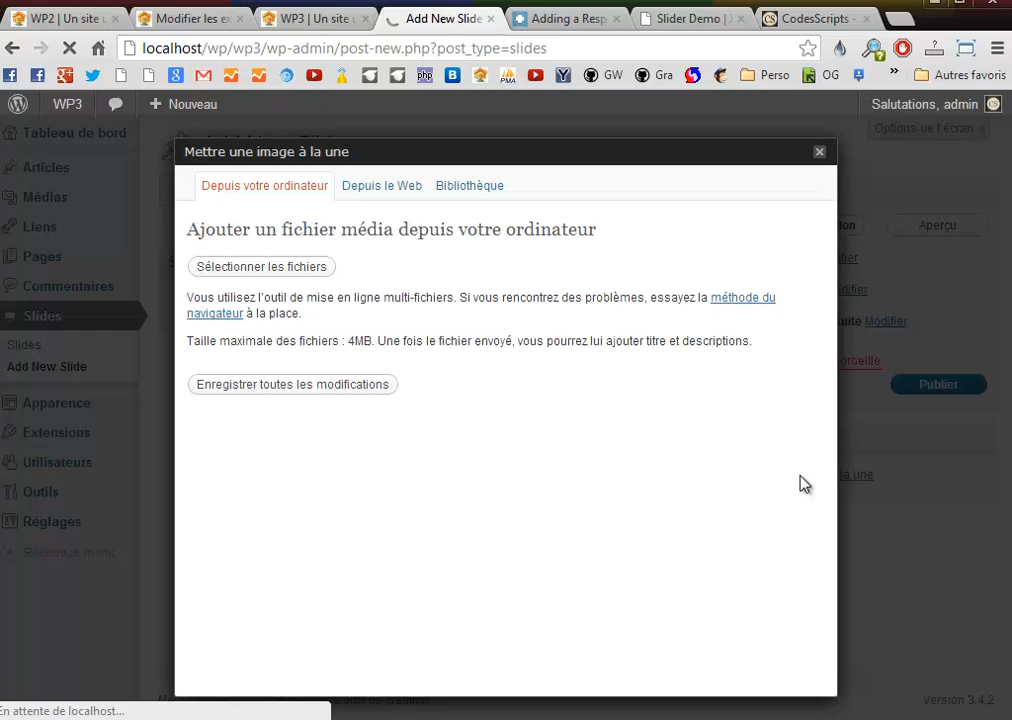 WP2 | Un site u
Modifier les ex
WP3 | Un site u
Add New Slide
Adding a Resp
Slider Demo | J
CodesScripts -
localhost/wp/wp3/wp-admin/post-new.php?post_type=slides
GW
Gra
Perso
OG
Autres favoris
WP3
Nouveau
Salutations, admin
Tableau de bord
Options de l'écran
Mettre une image à la une
Articles
Depuis votre ordinateur
Depuis le Web
Bibliothèque
Médias
Liens
Ajouter un fichier média depuis votre ordinateur
Aperçu
Pages
Sélectionner les fichiers
Commentaires
Vous utilisez l'outil de mise en ligne multi-fichiers. Si vous rencontrez des problèmes, essayez la méthode du
navigateur à la place.
Slides
Modifier
Slides
Taille maximale des fichiers : 4MB. Une fois le fichier envoyé, vous pourrez lui ajouter titre et descriptions.
Add New Slide
Enregistrer toutes les modifications
Publier
Apparence
Extensions
Utilisateurs
la une
Outils
Réglages
En attente de localhost...
Version 3.4.2